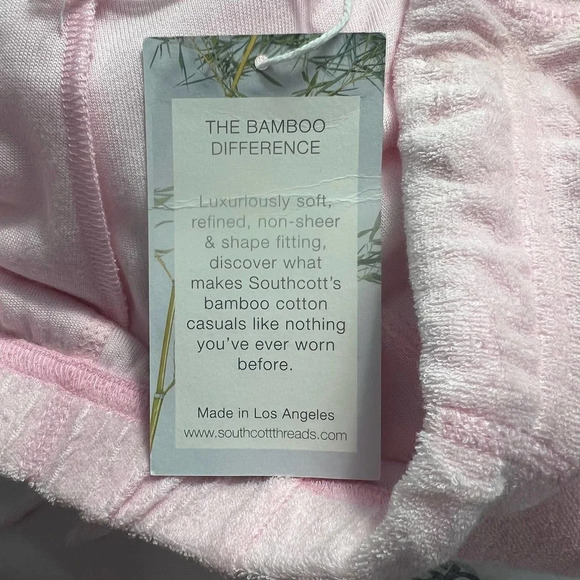 THE BAMBOO
DIFFERENCE
Luxuriously soft,
refined, non-sheer
& shape fitting,
discover what
makes Southcott's
bamboo cotton
casuals like nothing
you've ever worn
before.
Made in Los Angeles
www.southcottthreads.com